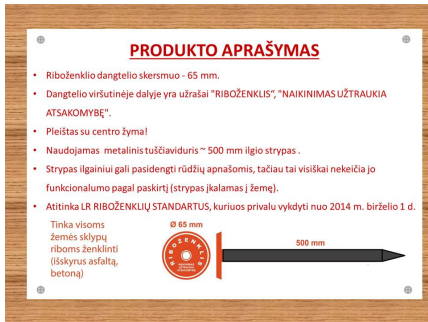 PRODUKTO APRAŠYMAS
• Riboženklio dangtelio skersmuo - 65 mm.
• Dangtelio viršutinėje dalyje yra užrašai "RIBOŽENKLIS", "NAIKINIMAS UŽTRAUKIA
ATSAKOMYBĘ".
• Pleištas su centro žyma!
• Naudojamas metalinis tuščiaviduris ~ 500 mm ilgio strypas .
• Strypas ilgainiui gali pasidengti rūdžių apnašomis, tačiau tai visiškai nekeičia jo
funkcionalumo pagal paskirtį (strypas įkalamas į žemę).
• Atitinka LR RIBOŽENKLIŲ STANDARTUS, kuriuos privalu vykdyti nuo 2014 m. birželio 1 d.
Tinka visoms
žemės sklypų
riboms ženklinti
(išskyrus asfaltą,
betoną)
Ø 65 mm
RIBOŽENKLIS
NAIKINIMAS
UŽTRAUKIA
ATSAKOMYBĘ
500 mm